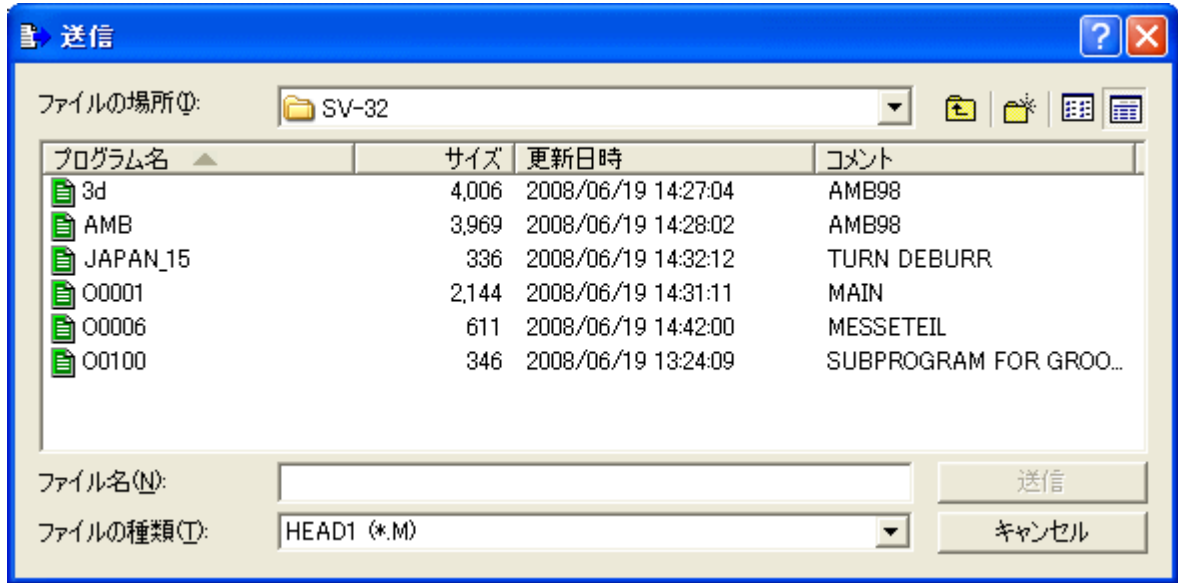 送信
ファイルの場所(I):
SV-32
プログラム名 サイズ 更新日時 コメント
3d 4,006 2008/06/19 14:27:04 AMB98
AMB 3,969 2008/06/19 14:28:02 AMB98
JAPAN_15 336 2008/06/19 14:32:12 TURN DEBURR
O0001 2,144 2008/06/19 14:31:11 MAIN
O0006 611 2008/06/19 14:42:00 MESSETEIL
O0100 346 2008/06/19 13:24:09 SUBPROGRAM FOR GROO...
ファイル名(N): 送信
ファイルの種類(T): HEAD1 (*.M) キャンセル